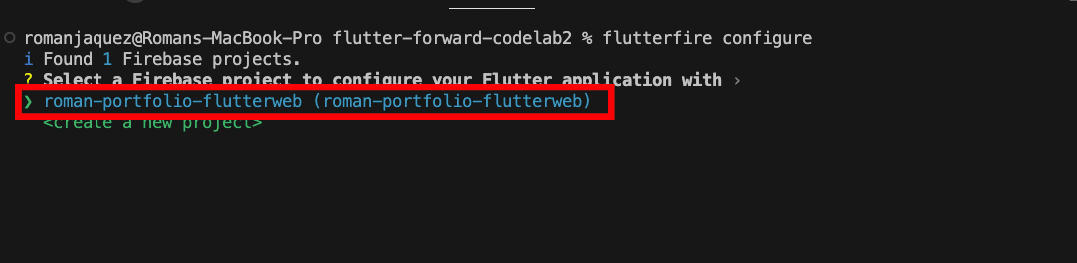 romanjaquez@Romans-MacBook-Pro flutter-forward-codelab2 % flutterfire configure
i Found 1 Firebase projects.
? Select a Firebase project to configure your Flutter application with ›
❯ roman-portfolio-flutterweb (roman-portfolio-flutterweb)
<create a new project>